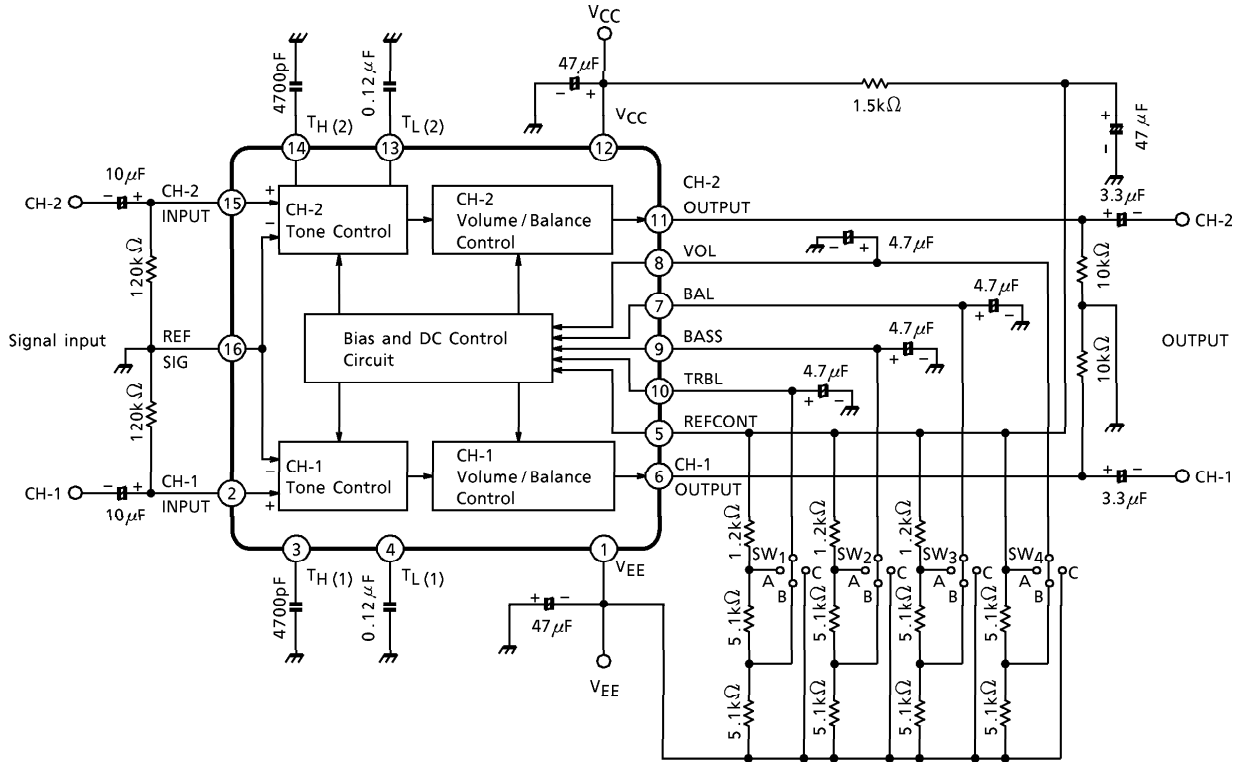 VCC
4700pF
0.12μF
47μF
− +
VCC
1.5kΩ
+
-
47 μF
TH (2)
TL (2)
14
13
12
10μF
CH-2
− +
CH-2
INPUT
15
+
−
CH-2
Tone Control
CH-2
Volume / Balance
Control
11
CH-2
OUTPUT
3.3μF
+ −
CH-2
120kΩ
− +
4.7μF
8
VOL
10kΩ
7
BAL
4.7μF
+ −
Signal input
REF
SIG
16
Bias and DC Control
Circuit
9
BASS
4.7μF
+ −
OUTPUT
10
TRBL
4.7μF
+ −
10kΩ
120kΩ
5
REFCONT
CH-1
− +
10μF
CH-1
INPUT
2
−
+
CH-1
Tone Control
CH-1
Volume / Balance
Control
6
CH-1
OUTPUT
+ −
3.3μF
CH-1
3
4
1
TH (1)
TL (1)
VEE
4700pF
0.12μF
+ −
47μF
VEE
1.2kΩ
1.2kΩ
1.2kΩ
SW1
SW2
SW3
SW4
A
B
C
A
B
C
A
B
C
A
B
C
5.1kΩ
5.1kΩ
5.1kΩ
5.1kΩ
5.1kΩ
5.1kΩ
5.1kΩ
5.1kΩ